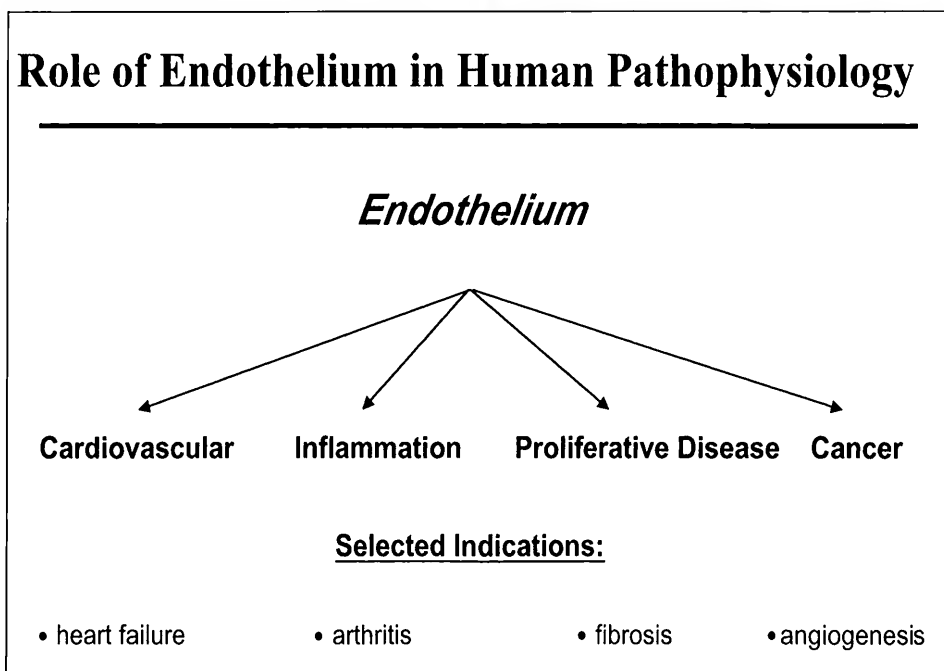 Role of Endothelium in Human Pathophysiology
Endothelium
Cardiovascular Inflammation Proliferative Disease Cancer
Selected Indications:
• heart failure • arthritis • fibrosis • angiogenesis